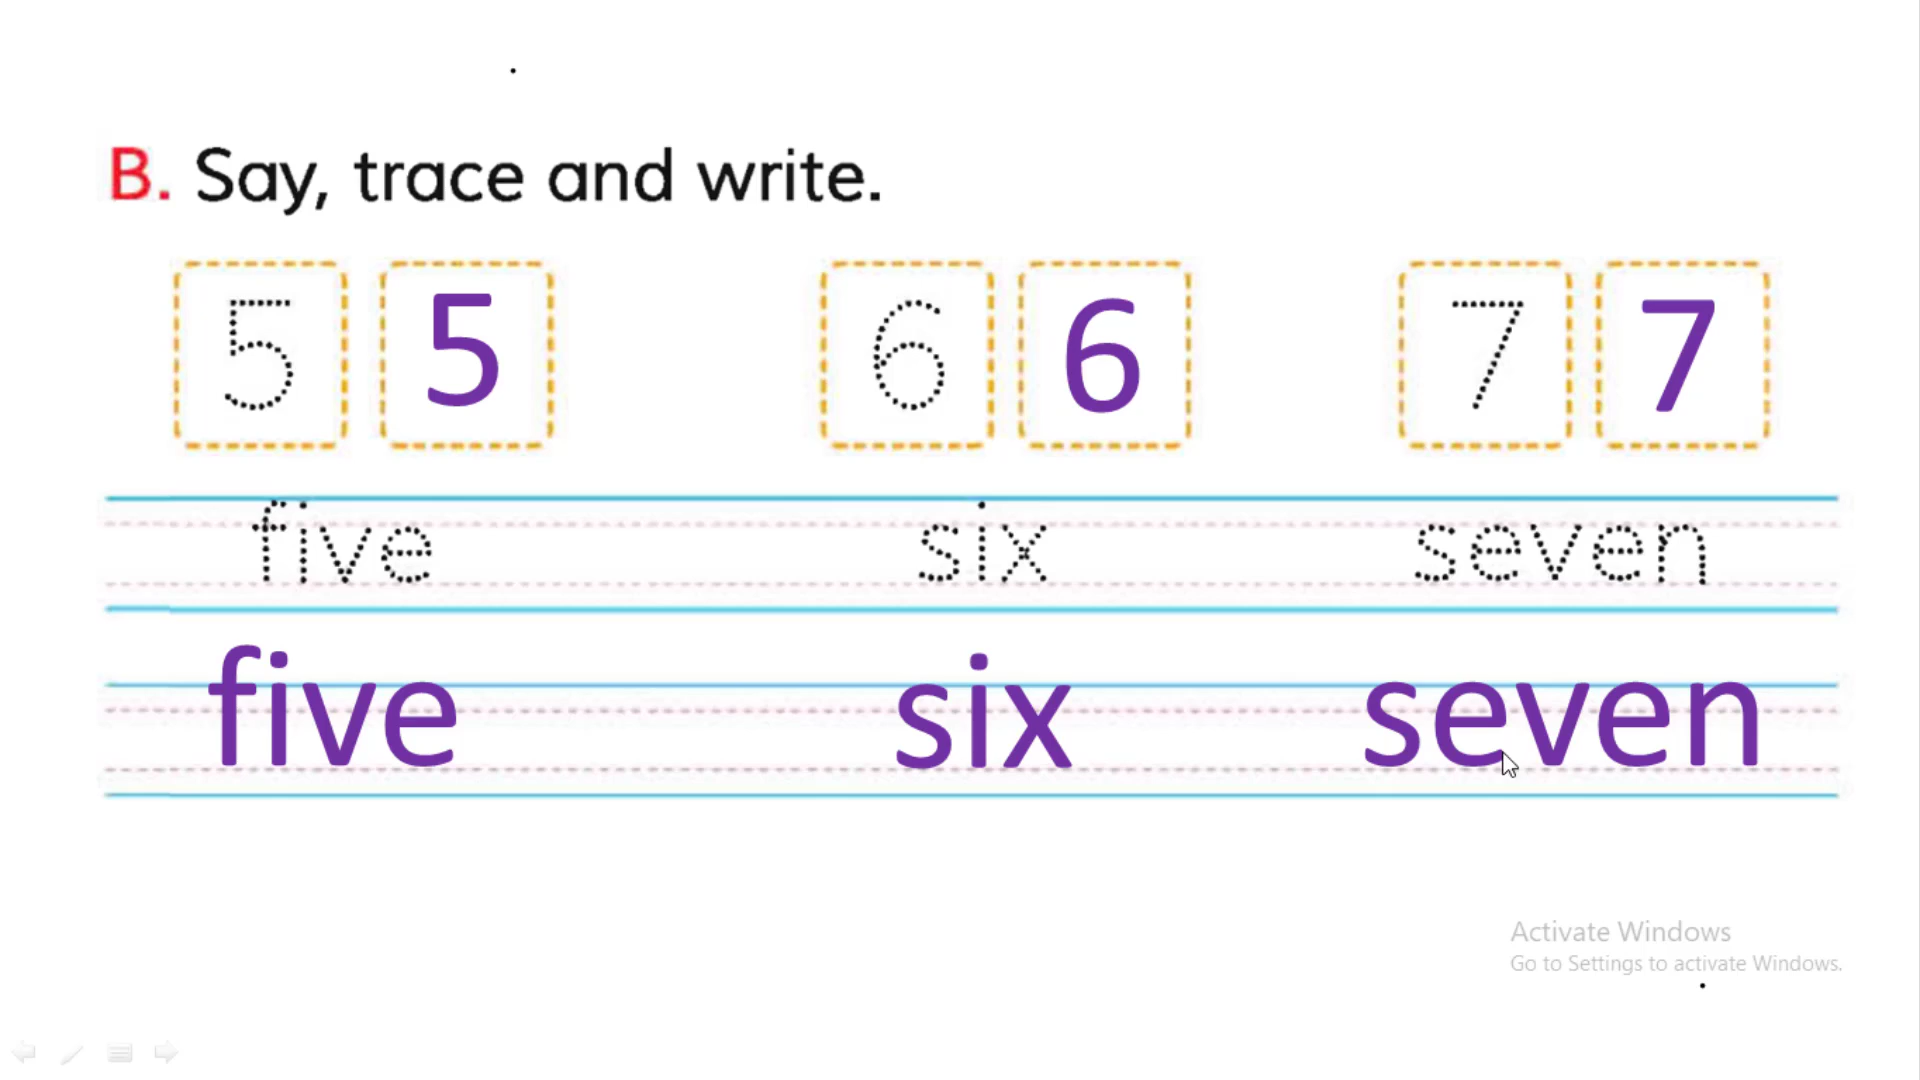 B. Say, trace and write.
5 5 6 6 7 7
five six seven
five six seven
Activate Windows
Go to Settings to activate Windows.